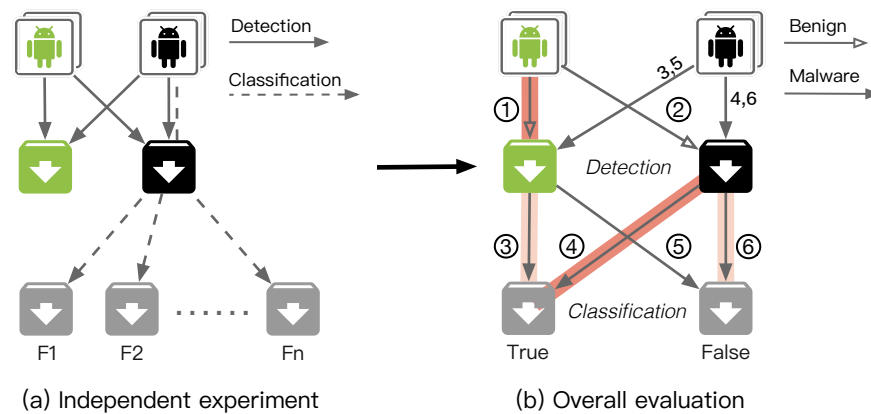 Detection
Classification
F1 F2 ...... Fn
(a) Independent experiment
Benign
Malware
① ② 3,5 4,6
Detection
③ ④ ⑤ ⑥
Classification
True False
(b) Overall evaluation